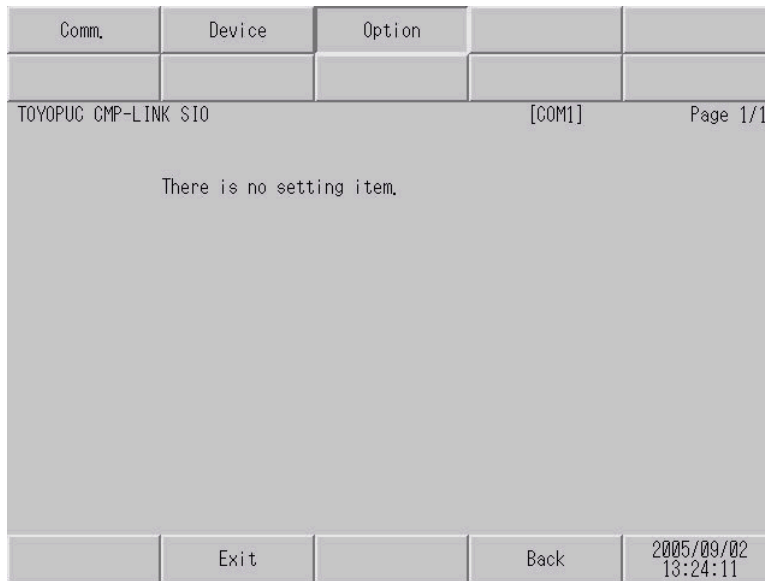 Comm. Device Option
TOYOPUC CMP-LINK SIO [COM1] Page 1/1
There is no setting item.
Exit Back 2005/09/02
13:24:11